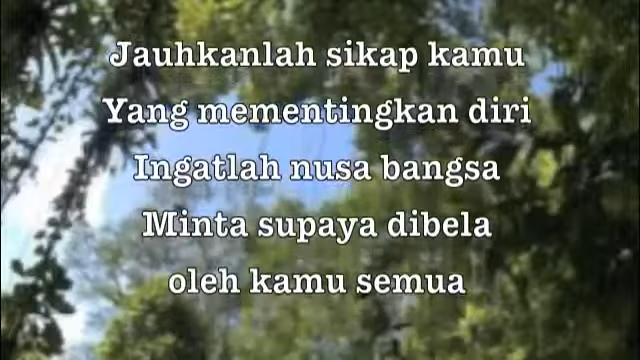 Jauhkanlah sikap kamu
Yang mementingkan diri
Ingatlah nusa bangsa
Minta supaya dibela
oleh kamu semua